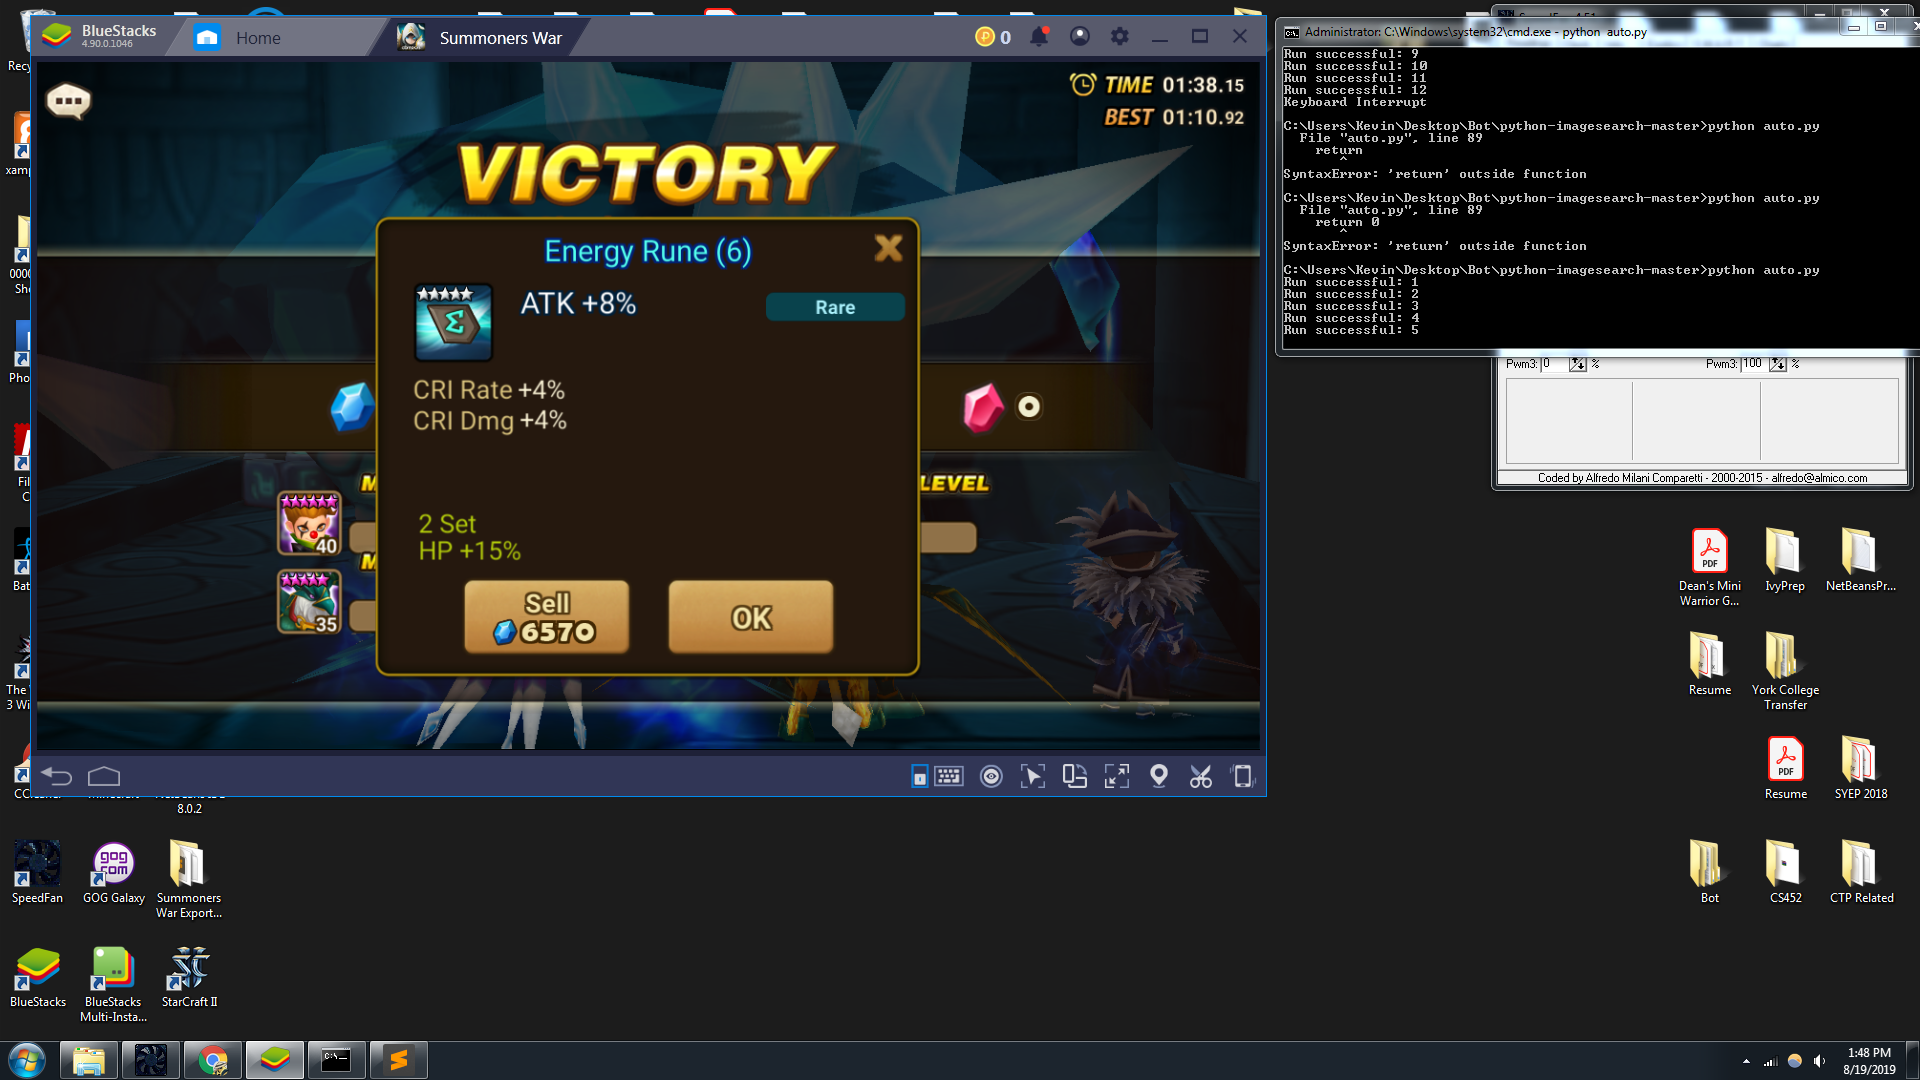 BlueStacks
4.90.0.1046
Home
Summoners War
0
TIME 01:38.15
BEST 01:10.92
VICTORY
Energy Rune (6)
ATK +8%
Rare
CRI Rate +4%
CRI Dmg +4%
LEVEL
2 Set
HP +15%
40
35
Sell
6570
OK
Administrator: C:\Windows\system32\cmd.exe - python  auto.py
Run successful: 9
Run successful: 10
Run successful: 11
Run successful: 12
Keyboard Interrupt
C:\Users\Kevin\Desktop\Bot\python-imagesearch-master>python auto.py
File "auto.py", line 89
return
^
SyntaxError: 'return' outside function
C:\Users\Kevin\Desktop\Bot\python-imagesearch-master>python auto.py
File "auto.py", line 89
return 0
^
SyntaxError: 'return' outside function
C:\Users\Kevin\Desktop\Bot\python-imagesearch-master>python auto.py
Run successful: 1
Run successful: 2
Run successful: 3
Run successful: 4
Run successful: 5
Pwm3: 0 %
Pwm3: 100 %
Coded by Alfredo Milani Comparetti - 2000-2015 - alfredo@almico.com
Dean's Mini
Warrior G...
IvyPrep
NetBeansPr...
Resume
York College
Transfer
Resume
SYEP 2018
Bot
CS452
CTP Related
8.0.2
SpeedFan
GOG Galaxy
Summoners
War Export...
BlueStacks
BlueStacks
Multi-Insta...
StarCraft II
1:48 PM
8/19/2019